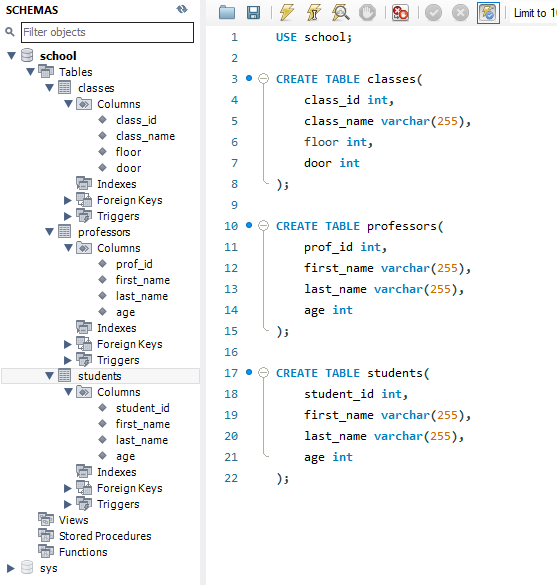 SCHEMAS
Filter objects
school
Tables
classes
Columns
class_id
class_name
floor
door
Indexes
Foreign Keys
Triggers
professors
Columns
prof_id
first_name
last_name
age
Indexes
Foreign Keys
Triggers
students
Columns
student_id
first_name
last_name
age
Indexes
Foreign Keys
Triggers
Views
Stored Procedures
Functions
sys
Limit to
1 USE school;
2
3 CREATE TABLE classes(
4 class_id int,
5 class_name varchar(255),
6 floor int,
7 door int
8 );
9
10 CREATE TABLE professors(
11 prof_id int,
12 first_name varchar(255),
13 last_name varchar(255),
14 age int
15 );
16
17 CREATE TABLE students(
18 student_id int,
19 first_name varchar(255),
20 last_name varchar(255),
21 age int
22 );